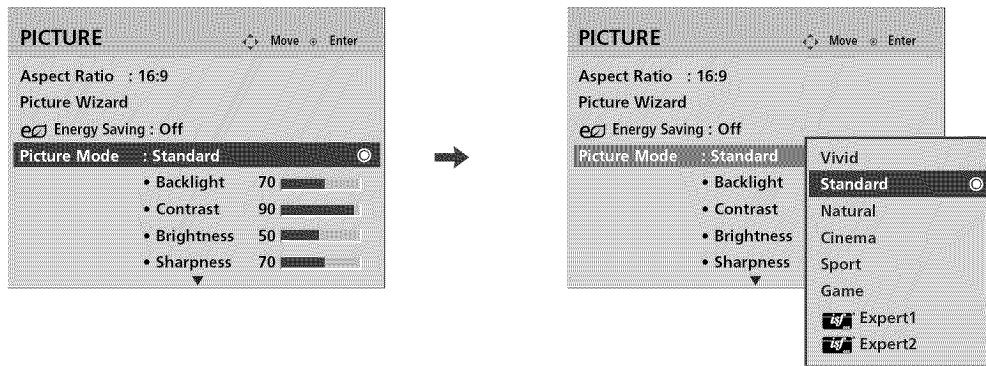 PICTURE
Move Enter
Aspect Ratio : 16:9
Picture Wizard
Energy Saving : Off
Picture Mode : Standard
• Backlight 70
• Contrast 90
• Brightness 50
• Sharpness 70
PICTURE
Move Enter
Aspect Ratio : 16:9
Picture Wizard
Energy Saving : Off
Picture Mode : Standard
• Backlight
• Contrast
• Brightness
• Sharpness
Vivid
Standard
Natural
Cinema
Sport
Game
isf Expert1
isf Expert2